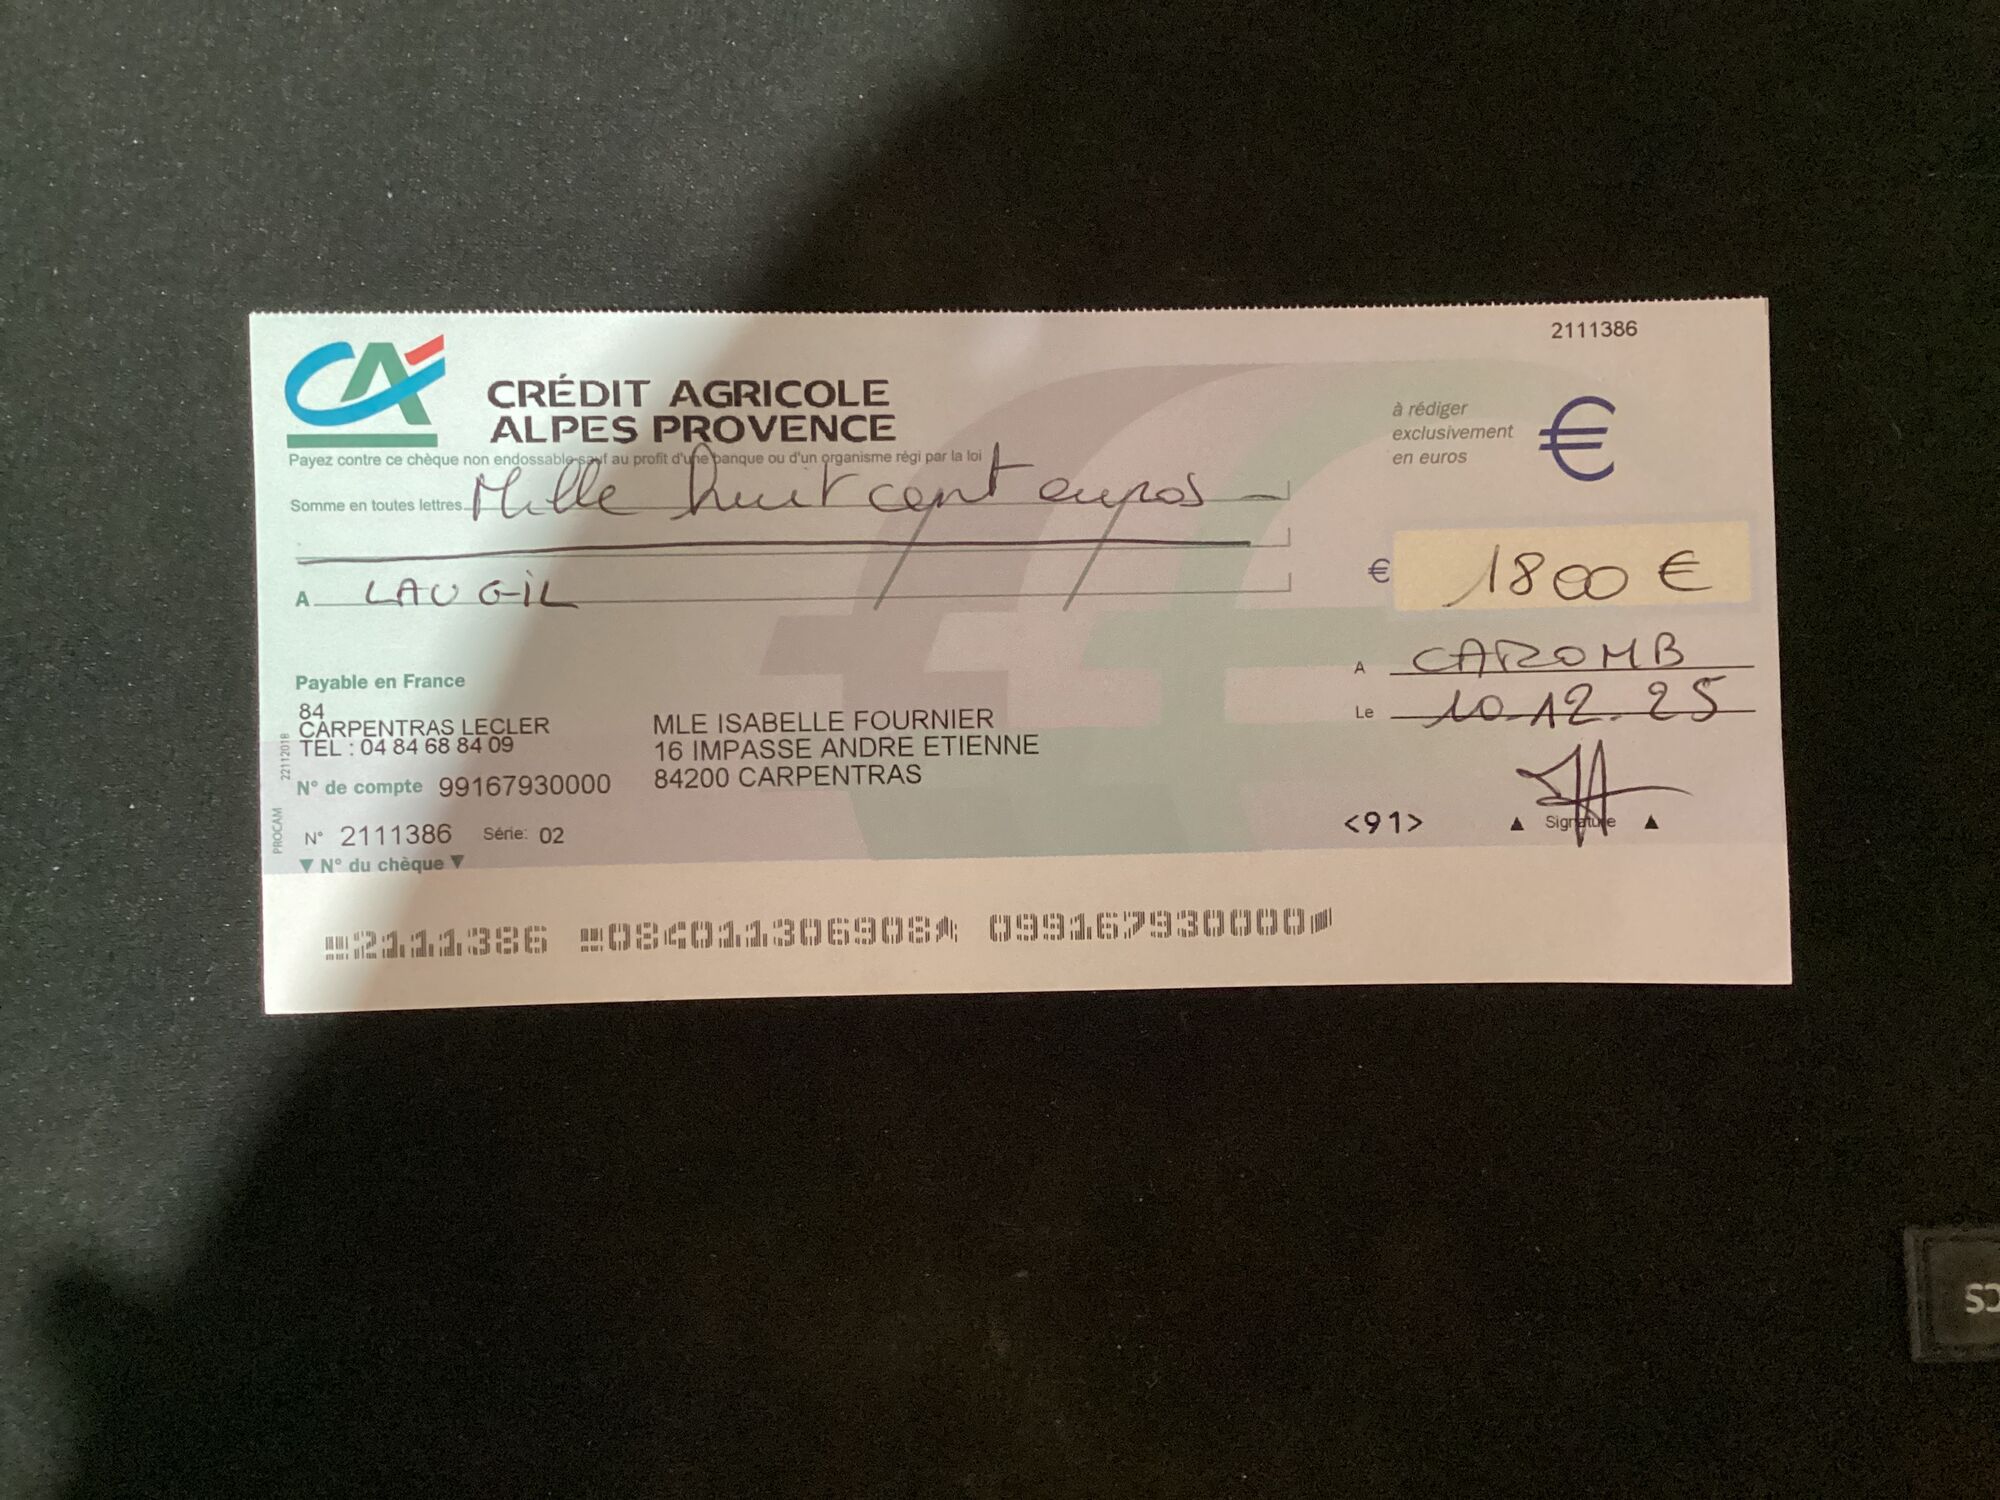 2111386
CA
CRÉDIT AGRICOLE
ALPES PROVENCE
Payez contre ce chèque non endossable sauf au profit d'une banque ou d'un organisme régi par la loi
à rédiger
exclusivement
en euros
€
Somme en toutes lettres Mille huit cent euros
€ 1800 €
A LAUGIL
A CAROMB
Le 10.12.25
Payable en France
84
CARPENTRAS LECLER
TEL : 04 84 68 84 09
N° de compte 99167930000
MLE ISABELLE FOURNIER
16 IMPASSE ANDRE ETIENNE
84200 CARPENTRAS
PROCAM 22112018
N° 2111386 Série: 02
<91>
▲ Signature ▲
▼ N° du chèque ▼
2111386 084011306908 099167930000